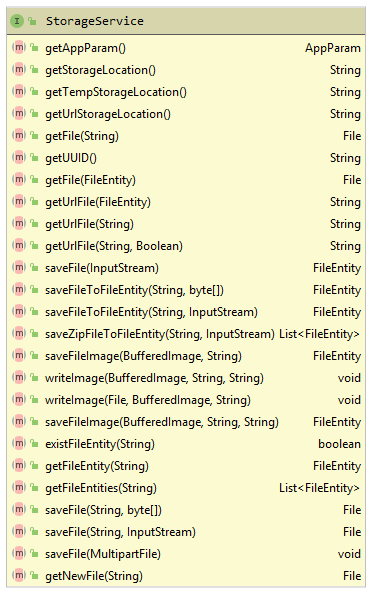 I StorageService
m getAppParam() AppParam
m getStorageLocation() String
m getTempStorageLocation() String
m getUrlStorageLocation() String
m getFile(String) File
m getUUID() String
m getFile(FileEntity) File
m getUrlFile(FileEntity) String
m getUrlFile(String) String
m getUrlFile(String, Boolean) String
m saveFile(InputStream) FileEntity
m saveFileToFileEntity(String, byte[]) FileEntity
m saveFileToFileEntity(String, InputStream) FileEntity
m saveZipFileToFileEntity(String, InputStream) List<FileEntity>
m saveFileImage(BufferedImage, String) FileEntity
m writeImage(BufferedImage, String, String) void
m writeImage(File, BufferedImage, String) void
m saveFileImage(BufferedImage, String, String) FileEntity
m existFileEntity(String) boolean
m getFileEntity(String) FileEntity
m getFileEntities(String) List<FileEntity>
m saveFile(String, byte[]) File
m saveFile(String, InputStream) File
m saveFile(MultipartFile) void
m getNewFile(String) File